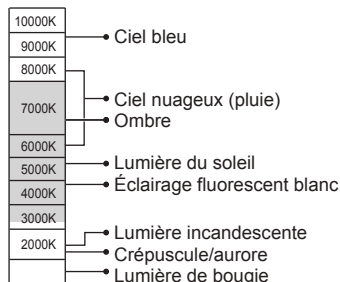 10000K
Ciel bleu
9000K
8000K
Ciel nuageux (pluie)
7000K
Ombre
6000K
Lumière du soleil
5000K
Éclairage fluorescent blanc
4000K
3000K
Lumière incandescente
2000K
Crépuscule/aurore
Lumière de bougie